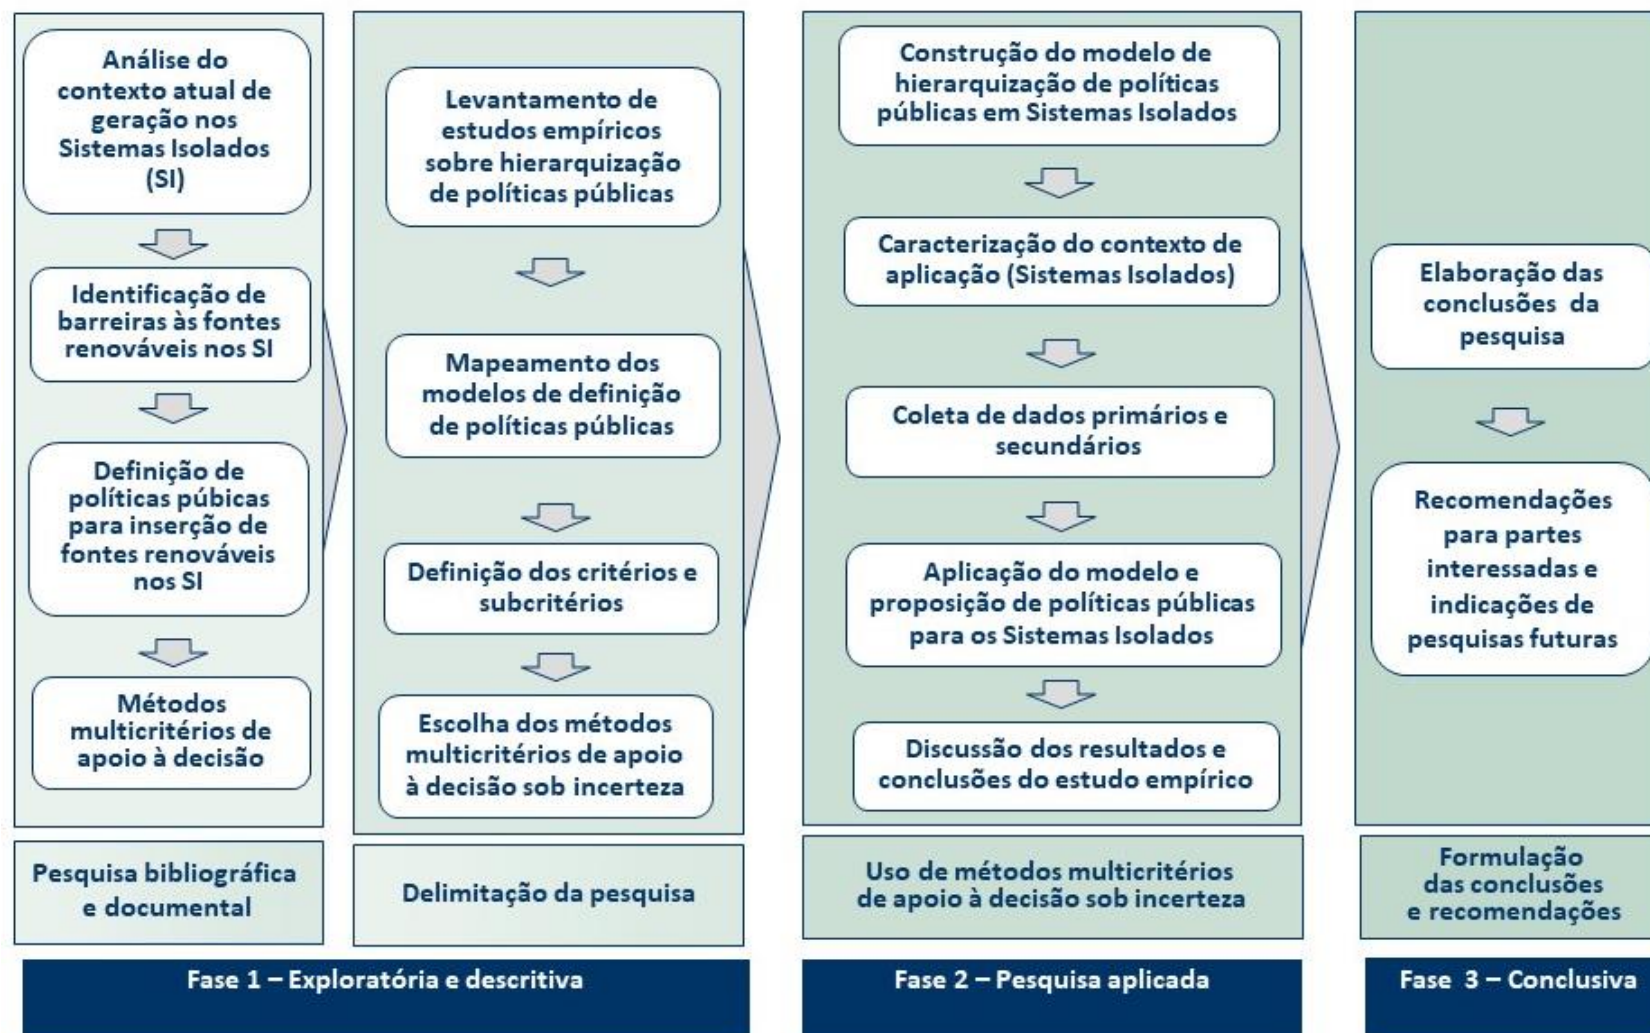 Análise do
contexto atual de
geração nos
Sistemas Isolados
(SI)
Identificação de
barreiras às fontes
renováveis nos SI
Definição de
políticas púbicas
para inserção de
fontes renováveis
nos SI
Métodos
multicritérios de
apoio à decisão
Pesquisa bibliográfica
e documental
Levantamento de
estudos empíricos
sobre hierarquização
de políticas públicas
Mapeamento dos
modelos de definição
de políticas públicas
Definição dos critérios e
subcritérios
Escolha dos métodos
multicritérios de apoio
à decisão sob incerteza
Delimitação da pesquisa
Fase 1 – Exploratória e descritiva
Construção do modelo de
hierarquização de políticas
públicas em Sistemas Isolados
Caracterização do contexto de
aplicação (Sistemas Isolados)
Coleta de dados primários e
secundários
Aplicação do modelo e
proposição de políticas públicas
para os Sistemas Isolados
Discussão dos resultados e
conclusões do estudo empírico
Uso de métodos multicritérios
de apoio à decisão sob incerteza
Fase 2 – Pesquisa aplicada
Elaboração das
conclusões da
pesquisa
Recomendações
para partes
interessadas e
indicações de
pesquisas futuras
Formulação
das conclusões
e recomendações
Fase 3 – Conclusiva